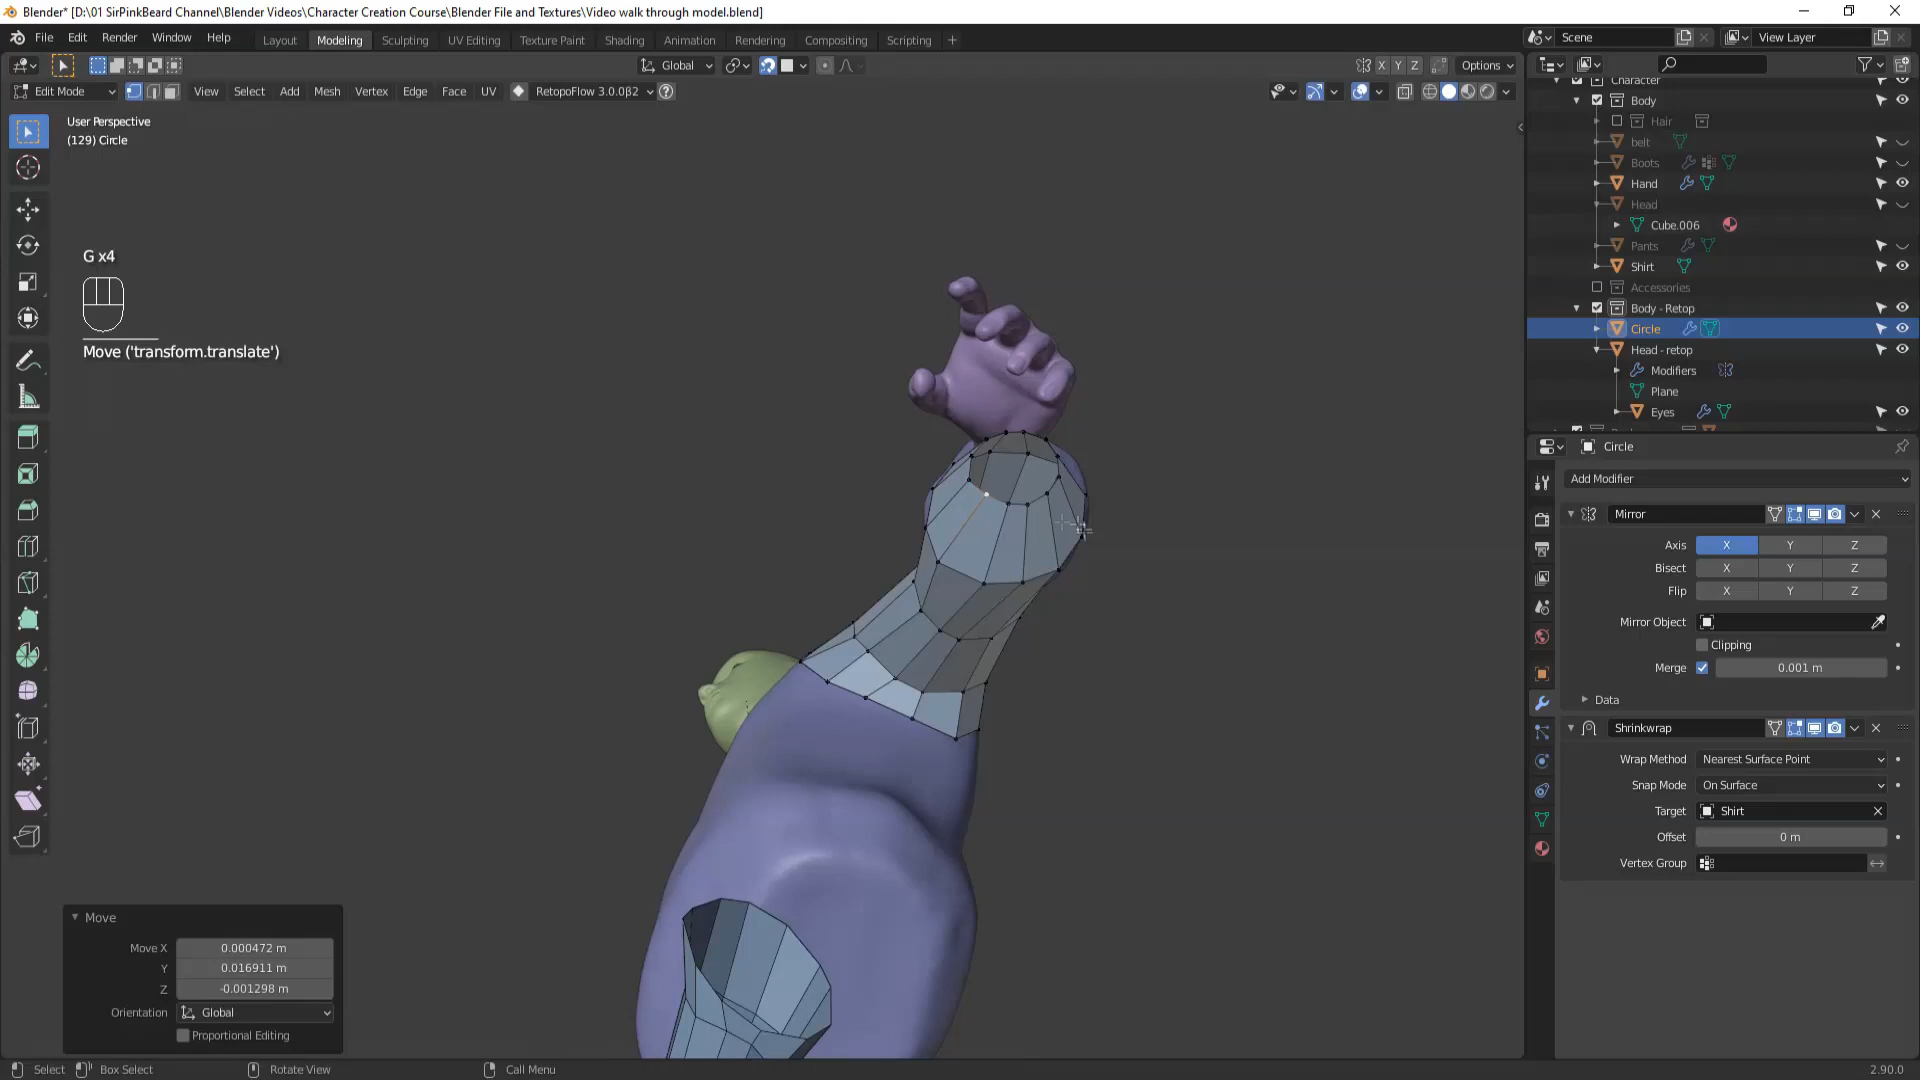 Blender* [D:\01 SirPinkBeard Channel\Blender Videos\Character Creation Course\Blender File and Textures\Video walk through model.blend]
File Edit Render Window Help
Layout Modeling Sculpting UV Editing Texture Paint Shading Animation Rendering Compositing Scripting +
Scene
View Layer
Global
X Y Z
Options
Edit Mode
View Select Add Mesh Vertex Edge Face UV
RetopoFlow 3.0.0β2
User Perspective
(129) Circle
G x4
Move ('transform.translate')
Character
Body
Hair
belt
Boots
Hand
Head
Cube.006
Pants
Shirt
Accessories
Body - Retop
Circle
Head - retop
Modifiers
Plane
Eyes
Circle
Add Modifier
Mirror
Axis X Y Z
Bisect X Y Z
Flip X Y Z
Mirror Object
Clipping
Merge 0.001 m
Data
Shrinkwrap
Wrap Method Nearest Surface Point
Snap Mode On Surface
Target Shirt
Offset 0 m
Vertex Group
Move
Move X 0.000472 m
Y 0.016911 m
Z -0.001298 m
Orientation Global
Proportional Editing
Select Box Select Rotate View Call Menu
2.90.0